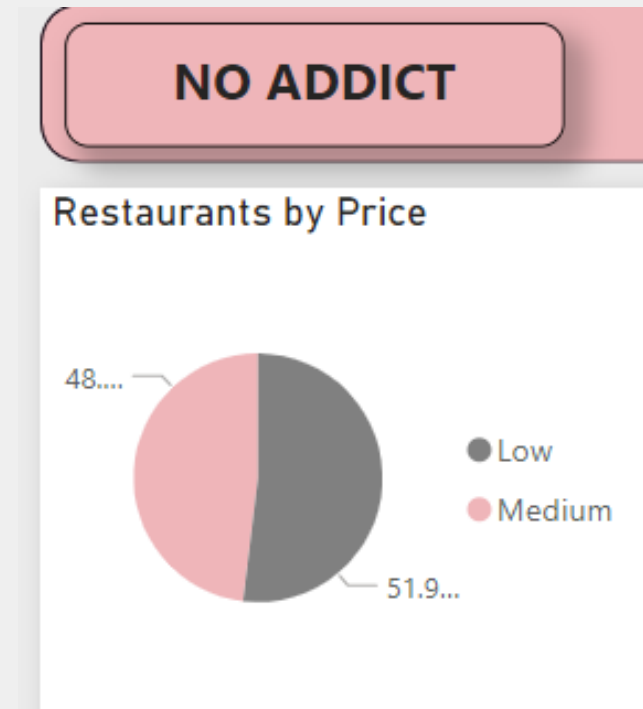 NO ADDICT
Restaurants by Price
48....
Low
Medium
51.9...